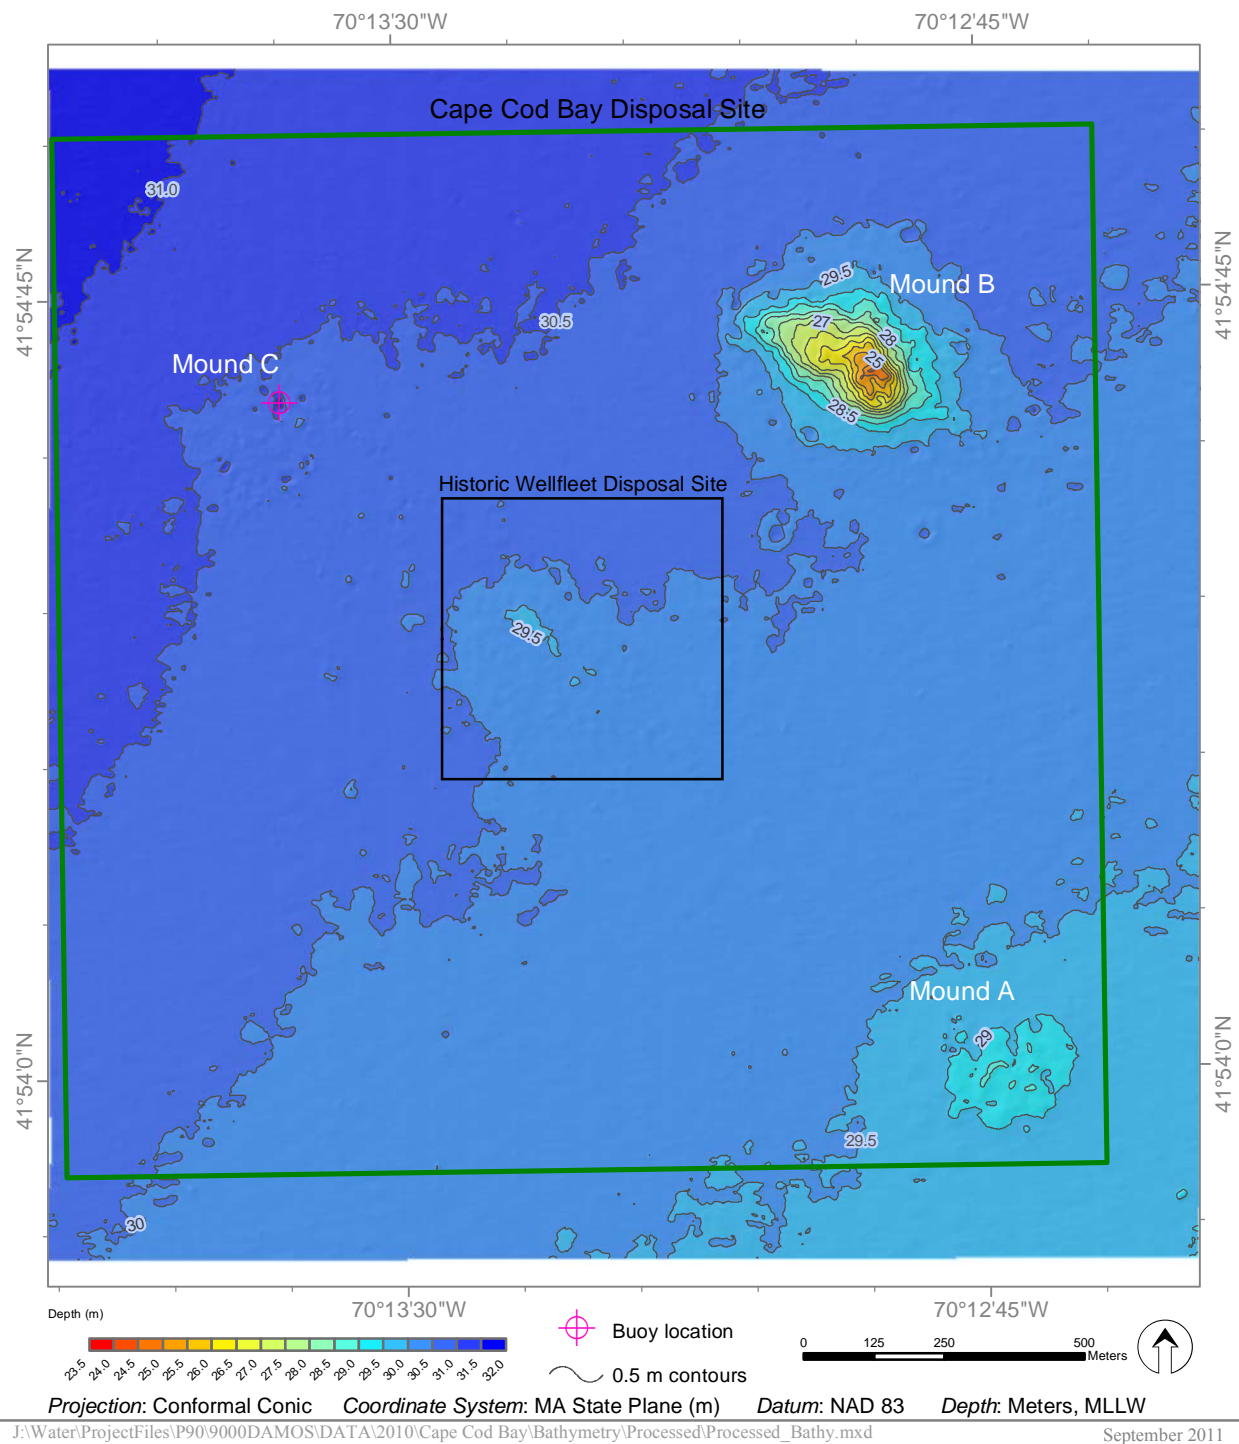 70°13'30"W 70°12'45"W
Cape Cod Bay Disposal Site
31.0
41°54'45"N
41°54'45"N
29.5
Mound B
30.5
27
28
25
Mound C
28.5
Historic Wellfleet Disposal Site
29.5
Mound A
29
41°54'0"N
41°54'0"N
29.5
30
70°13'30"W 70°12'45"W
Depth (m)
23.5 24.0 24.5 25.0 25.5 26.0 26.5 27.0 27.5 28.0 28.5 29.0 29.5 30.0 30.5 31.0 31.5 32.0
Buoy location
0.5 m contours
0 125 250 500
Meters
Projection: Conformal Conic Coordinate System: MA State Plane (m) Datum: NAD 83 Depth: Meters, MLLW
J:\Water\ProjectFiles\P90\9000DAMOS\DATA\2010\Cape Cod Bay\Bathymetry\Processed\Processed_Bathy.mxd September 2011